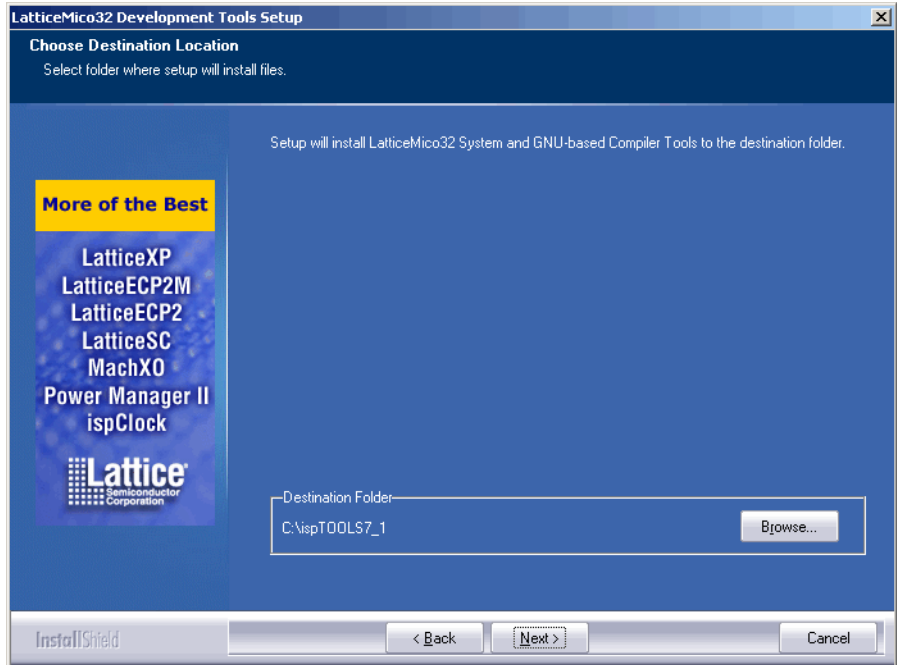 LatticeMico32 Development Tools Setup
Choose Destination Location
Select folder where setup will install files.
Setup will install LatticeMico32 System and GNU-based Compiler Tools to the destination folder.
More of the Best
LatticeXP
LatticeECP2M
LatticeECP2
LatticeSC
MachXO
Power Manager II
ispClock
Lattice
Semiconductor
Corporation
Destination Folder
C:\ispTOOLS7_1
Browse...
InstallShield
< Back
Next >
Cancel